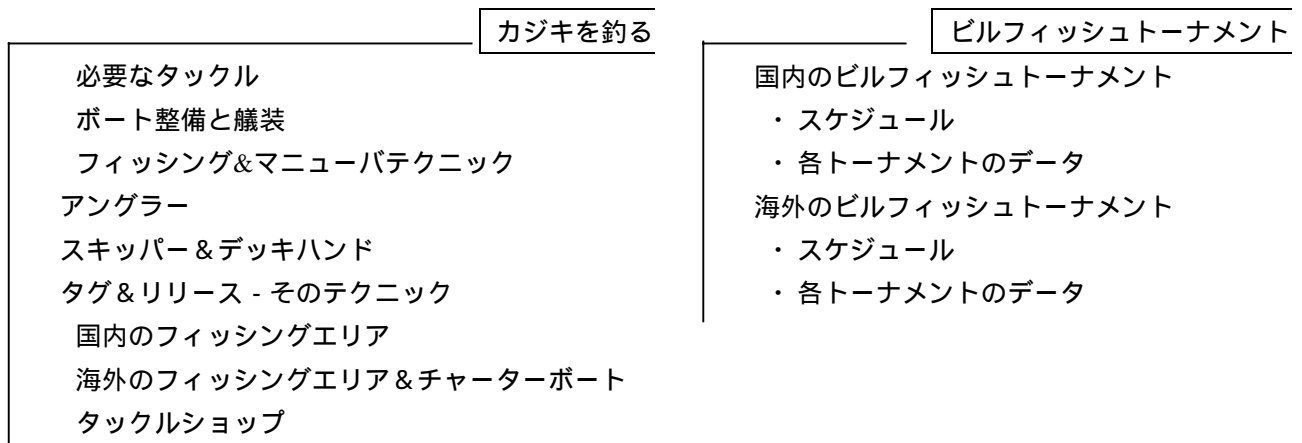 カジキを釣る
必要なタックル
ボート整備と艤装
フィッシング&マニューバテクニック
アングラー
スキッパー＆デッキハンド
タグ＆リリース - そのテクニック
国内のフィッシングエリア
海外のフィッシングエリア＆チャーターボート
タックルショップ
ビルフィッシュトーナメント
国内のビルフィッシュトーナメント
・ スケジュール
・ 各トーナメントのデータ
海外のビルフィッシュトーナメント
・ スケジュール
・ 各トーナメントのデータ